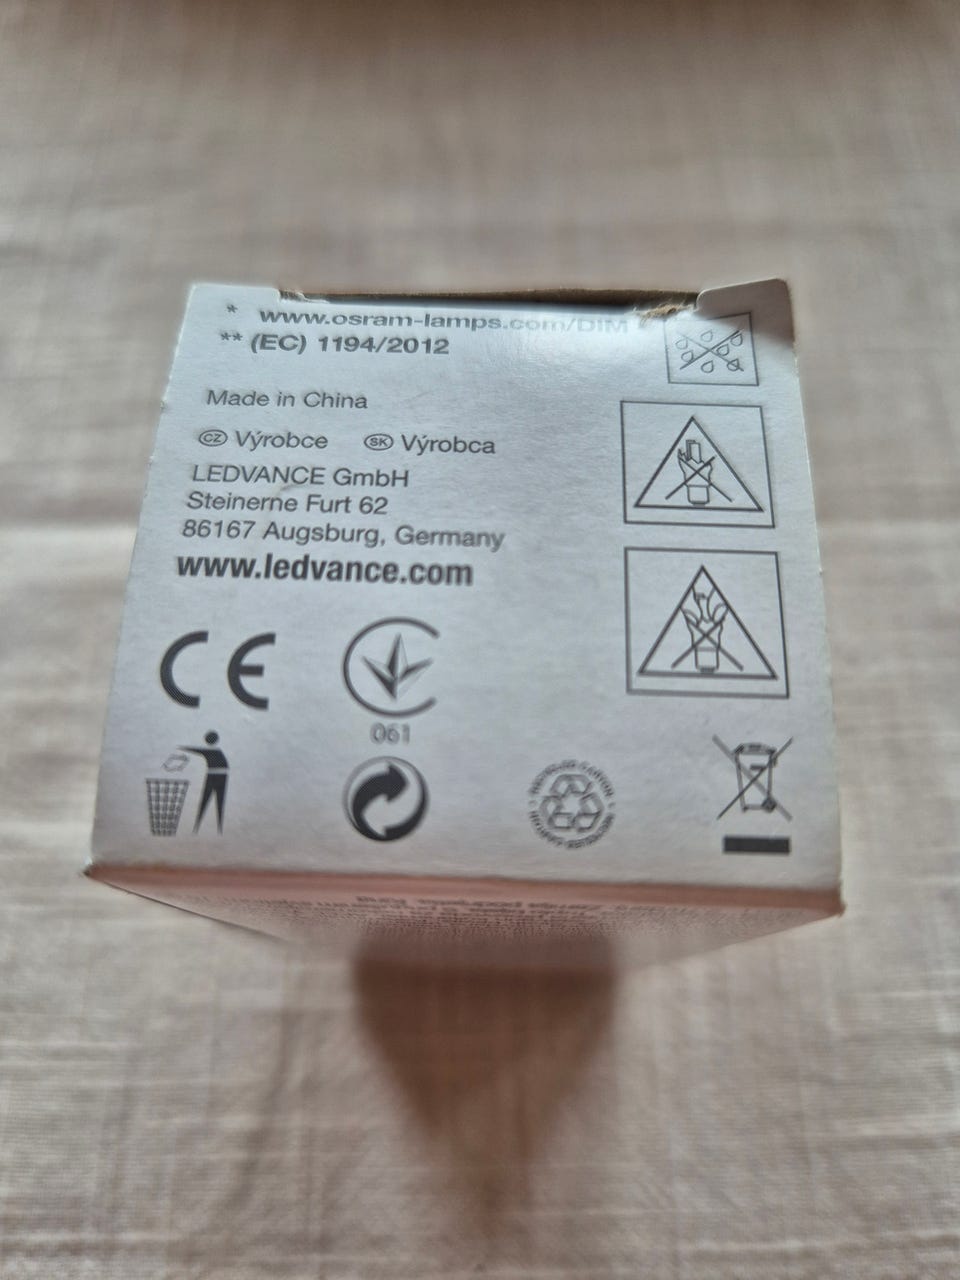 * www.osram-lamps.com/DIM
** (EC) 1194/2012
Made in China
CZ Výrobce SK Výrobca
LEDVANCE GmbH
Steinerne Furt 62
86167 Augsburg, Germany
www.ledvance.com
CE
061